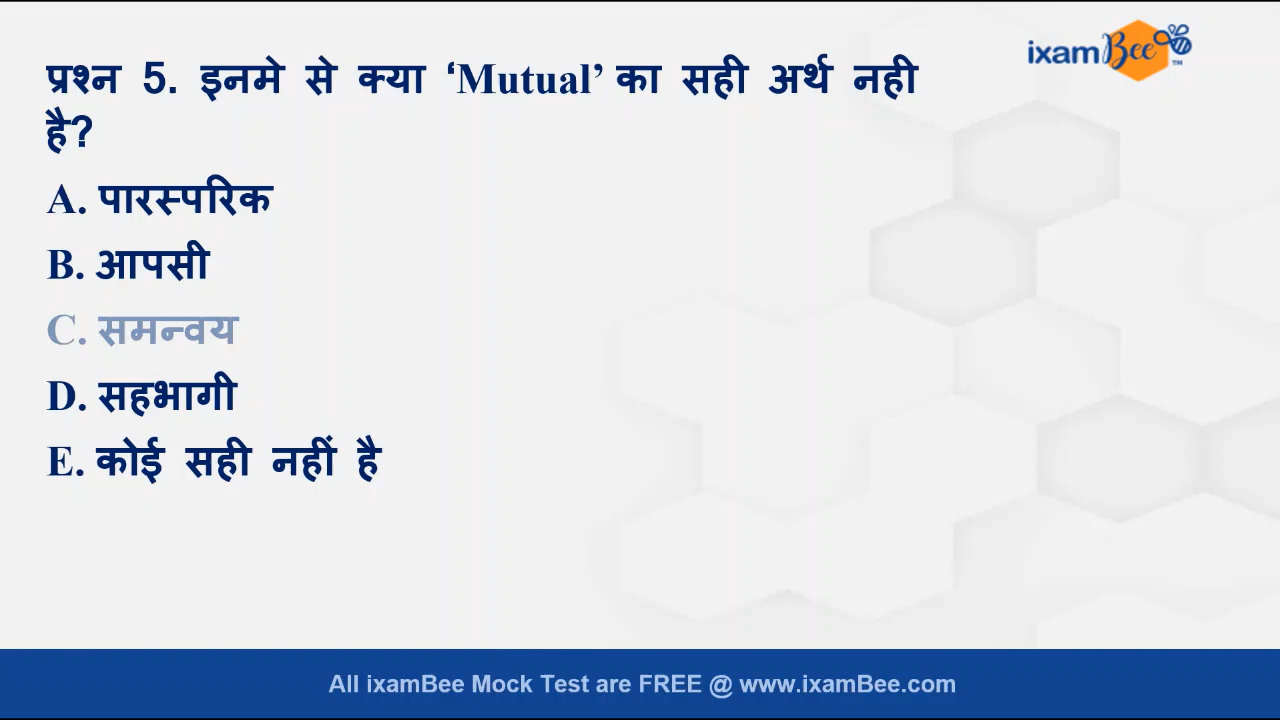 ixamBee
TM
प्रश्न 5. इनमे से क्या ‘Mutual’ का सही अर्थ नही
है?
A. पारस्परिक
B. आपसी
C. समन्वय
D. सहभागी
E. कोई सही नहीं है
All ixamBee Mock Test are FREE @ www.ixamBee.com